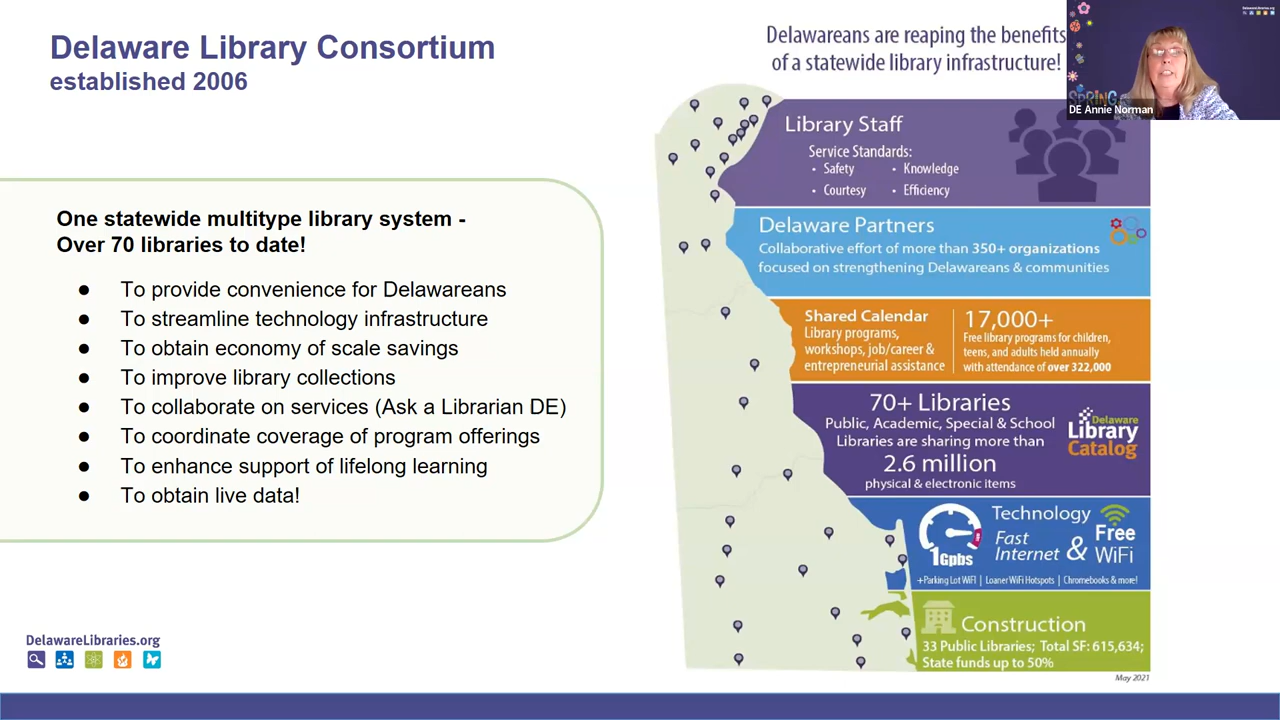 Delaware Library Consortium
established 2006
One statewide multitype library system -
Over 70 libraries to date!
● To provide convenience for Delawareans
● To streamline technology infrastructure
● To obtain economy of scale savings
● To improve library collections
● To collaborate on services (Ask a Librarian DE)
● To coordinate coverage of program offerings
● To enhance support of lifelong learning
● To obtain live data!
DelawareLibraries.org
Delawareans are reaping the benefits
of a statewide library infrastructure!
Library Staff
Service Standards:
• Safety • Knowledge
• Courtesy • Efficiency
Delaware Partners
Collaborative effort of more than 350+ organizations
focused on strengthening Delawareans & communities
Shared Calendar
Library programs,
workshops, job/career &
entrepreneurial assistance
17,000+
Free library programs for children,
teens, and adults held annually
with attendance of over 322,000
70+ Libraries
Public, Academic, Special & School
Libraries are sharing more than
2.6 million
physical & electronic items
Delaware
Library
Catalog
1Gpbs
Technology
Fast
Internet
& Free
WiFi
+Parking Lot WiFi | Loaner WiFi Hotspots | Chromebooks & more!
Construction
33 Public Libraries; Total SF: 615,634;
State funds up to 50%
May 2021
SPRING
DE Annie Norman